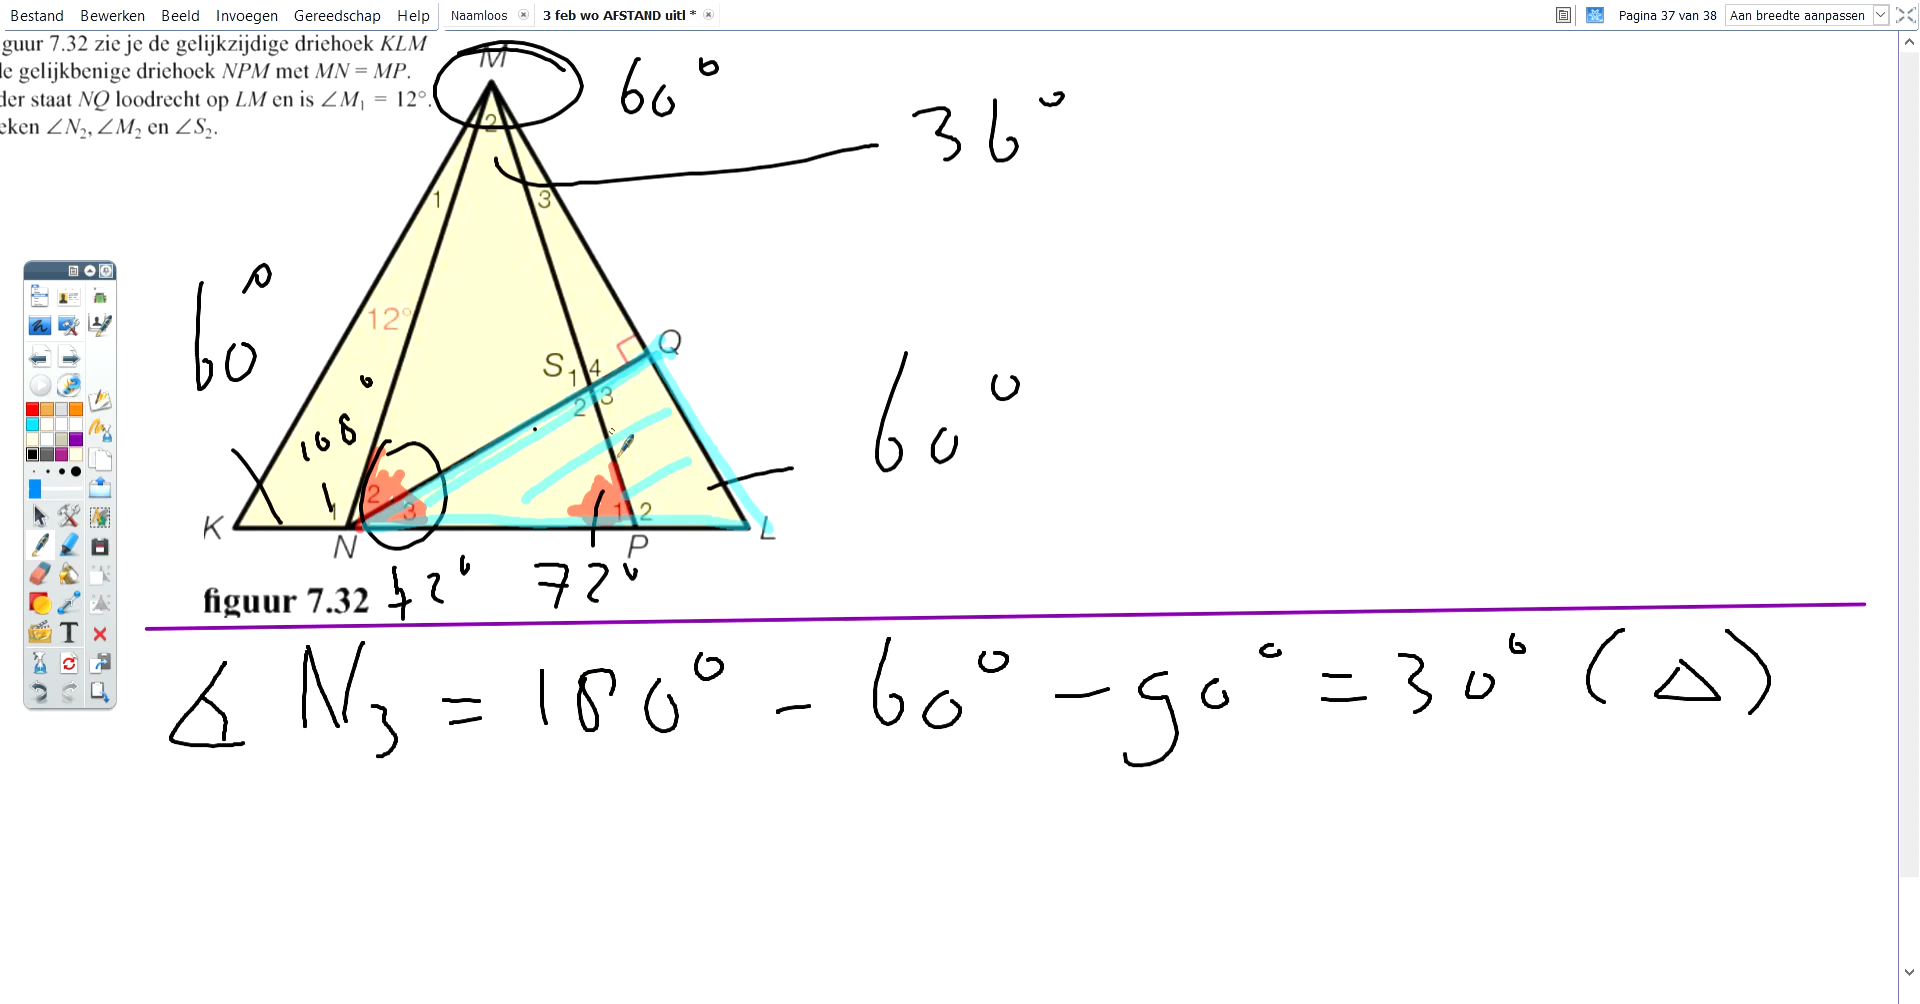 Bestand Bewerken Beeld Invoegen Gereedschap Help
Naamloos 3 feb wo AFSTAND uitl *
Pagina 37 van 38 Aan breedte aanpassen
guur 7.32 zie je de gelijkzijdige driehoek KLM
le gelijkbenige driehoek NPM met MN = MP.
der staat NQ loodrecht op LM en is ∠M₁ = 12°.
eken ∠N₂, ∠M₂ en ∠S₂.
M
60°
36°
2
1
3
12°
60°
Q
S 1 4
2 3
60°
108°
K
1
2
3
1 2
N
P
L
72° 72°
figuur 7.32
∠ N₃ = 180° - 60° - 90° = 30° (△)
T